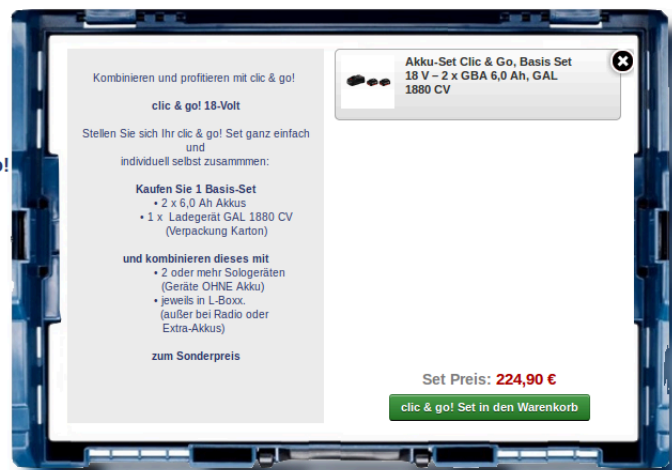 Kombinieren und profitieren mit clic & go!
clic & go! 18-Volt
Stellen Sie sich Ihr clic & go! Set ganz einfach
und
individuell selbst zusammmen:
Kaufen Sie 1 Basis-Set
• 2 x 6,0 Ah Akkus
• 1 x Ladegerät GAL 1880 CV
(Verpackung Karton)
und kombinieren dieses mit
• 2 oder mehr Sologeräten
(Geräte OHNE Akku)
• jeweils in L-Boxx.
(außer bei Radio oder
Extra-Akkus)
zum Sonderpreis
Akku-Set Clic & Go, Basis Set
18 V – 2 x GBA 6,0 Ah, GAL
1880 CV
Set Preis: 224,90 €
clic & go! Set in den Warenkorb